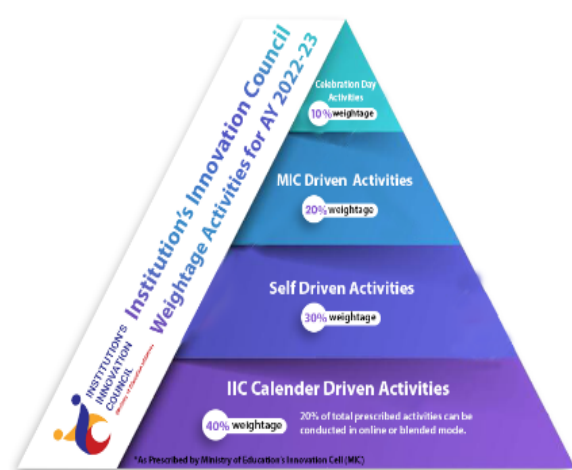 Institution's Innovation Council
Weightage Activities for AY 2022-23
INSTITUTION'S
INNOVATION
COUNCIL
Celebration Day
Activities
10% weightage
MIC Driven Activities
20% weightage
Self Driven Activities
30% weightage
IIC Calender Driven Activities
40% weightage
20% of total prescribed activities can be
conducted in online or blended mode.
*As Prescribed by Ministry of Education's Innovation Cell (MIC)